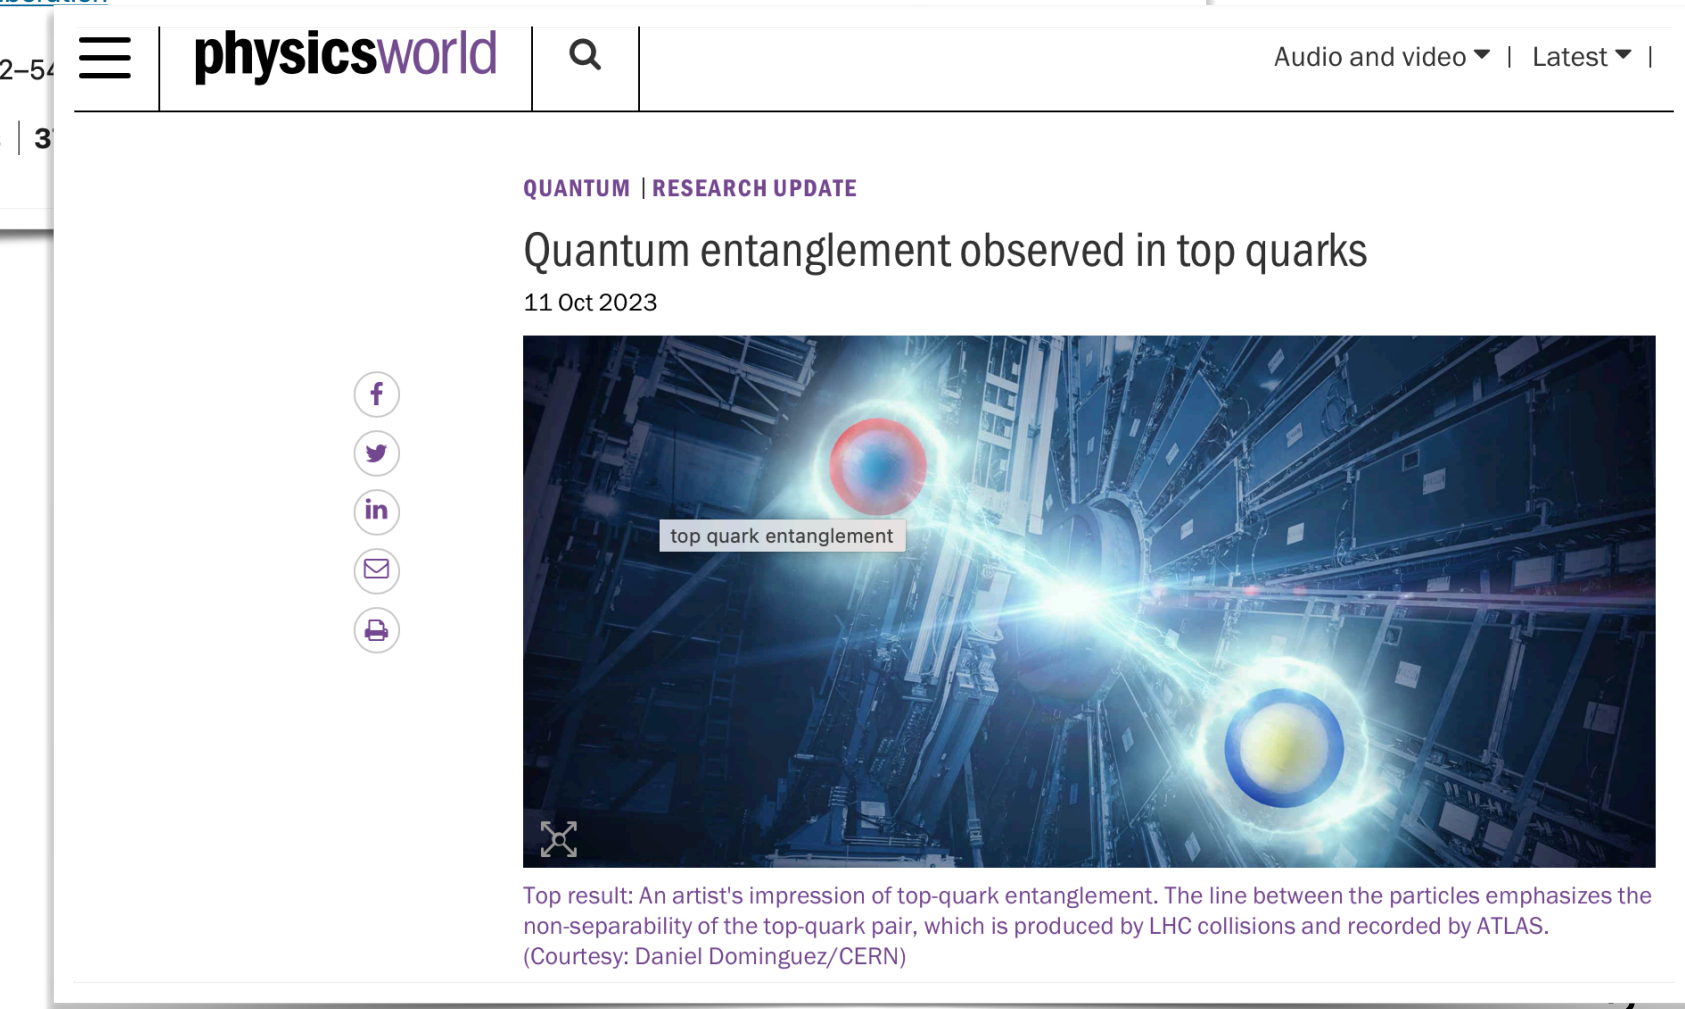 2–54
3
physicsworld
Audio and video | Latest |
QUANTUM | RESEARCH UPDATE
Quantum entanglement observed in top quarks
11 Oct 2023
top quark entanglement
Top result: An artist's impression of top-quark entanglement. The line between the particles emphasizes the
non-separability of the top-quark pair, which is produced by LHC collisions and recorded by ATLAS.
(Courtesy: Daniel Dominguez/CERN)